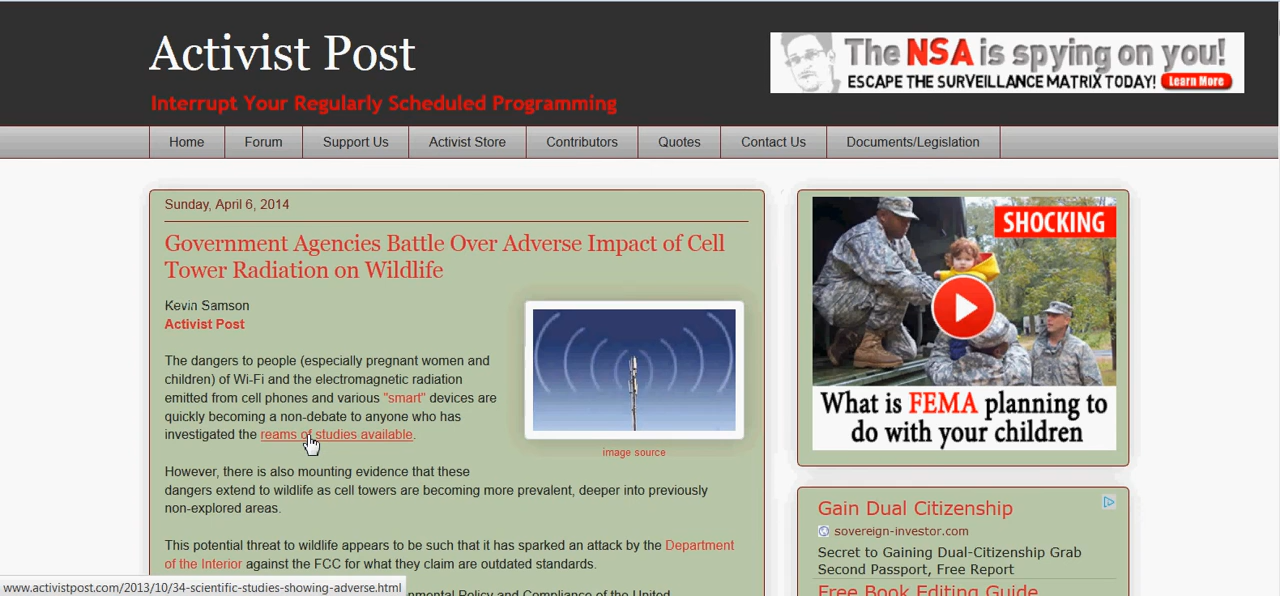 Activist Post
Interrupt Your Regularly Scheduled Programming
The NSA is spying on you!
ESCAPE THE SURVEILLANCE MATRIX TODAY! Learn More
Home Forum Support Us Activist Store Contributors Quotes Contact Us Documents/Legislation
Sunday, April 6, 2014
Government Agencies Battle Over Adverse Impact of Cell
Tower Radiation on Wildlife
Kevin Samson
Activist Post
The dangers to people (especially pregnant women and
children) of Wi-Fi and the electromagnetic radiation
emitted from cell phones and various "smart" devices are
quickly becoming a non-debate to anyone who has
investigated the reams of studies available.
image source
However, there is also mounting evidence that these
dangers extend to wildlife as cell towers are becoming more prevalent, deeper into previously
non-explored areas.
This potential threat to wildlife appears to be such that it has sparked an attack by the Department
of the Interior against the FCC for what they claim are outdated standards.
nmental Policy and Compliance of the United
www.activistpost.com/2013/10/34-scientific-studies-showing-adverse.html
SHOCKING
What is FEMA planning to
do with your children
Gain Dual Citizenship
sovereign-investor.com
Secret to Gaining Dual-Citizenship Grab
Second Passport, Free Report
Free Book Editing Guide